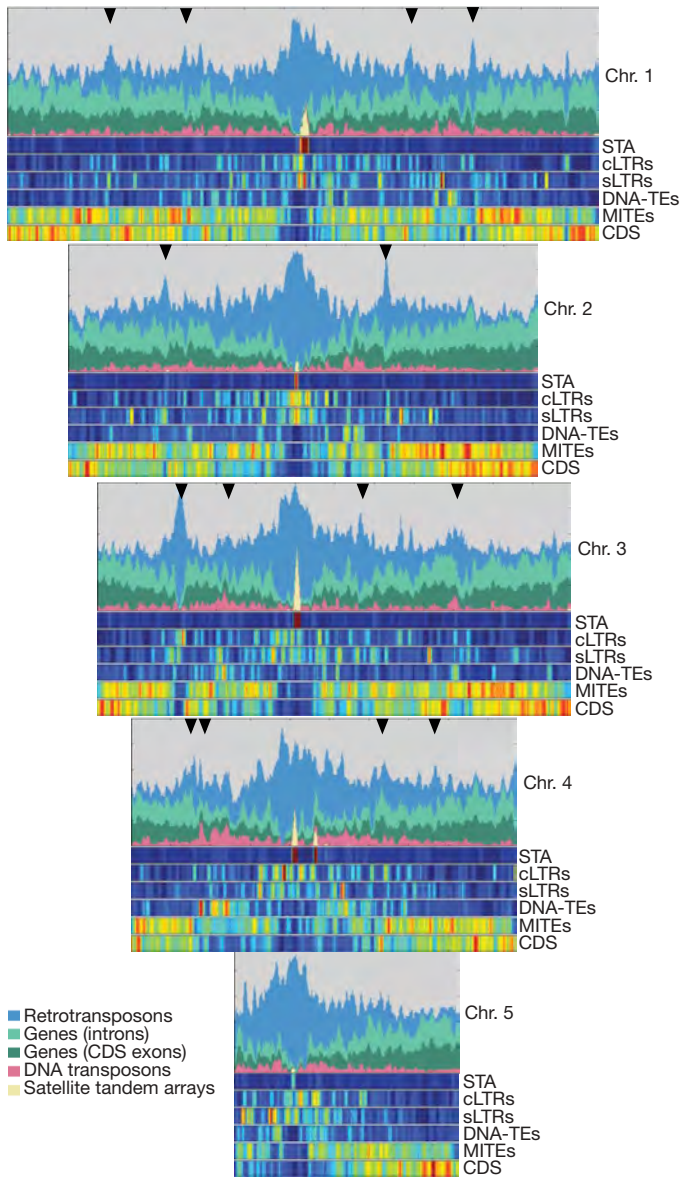 Chr. 1
STA
cLTRs
sLTRs
DNA-TEs
MITEs
CDS
Chr. 2
STA
cLTRs
sLTRs
DNA-TEs
MITEs
CDS
Chr. 3
STA
cLTRs
sLTRs
DNA-TEs
MITEs
CDS
Chr. 4
STA
cLTRs
sLTRs
DNA-TEs
MITEs
CDS
Chr. 5
STA
cLTRs
sLTRs
DNA-TEs
MITEs
CDS
Retrotransposons
Genes (introns)
Genes (CDS exons)
DNA transposons
Satellite tandem arrays